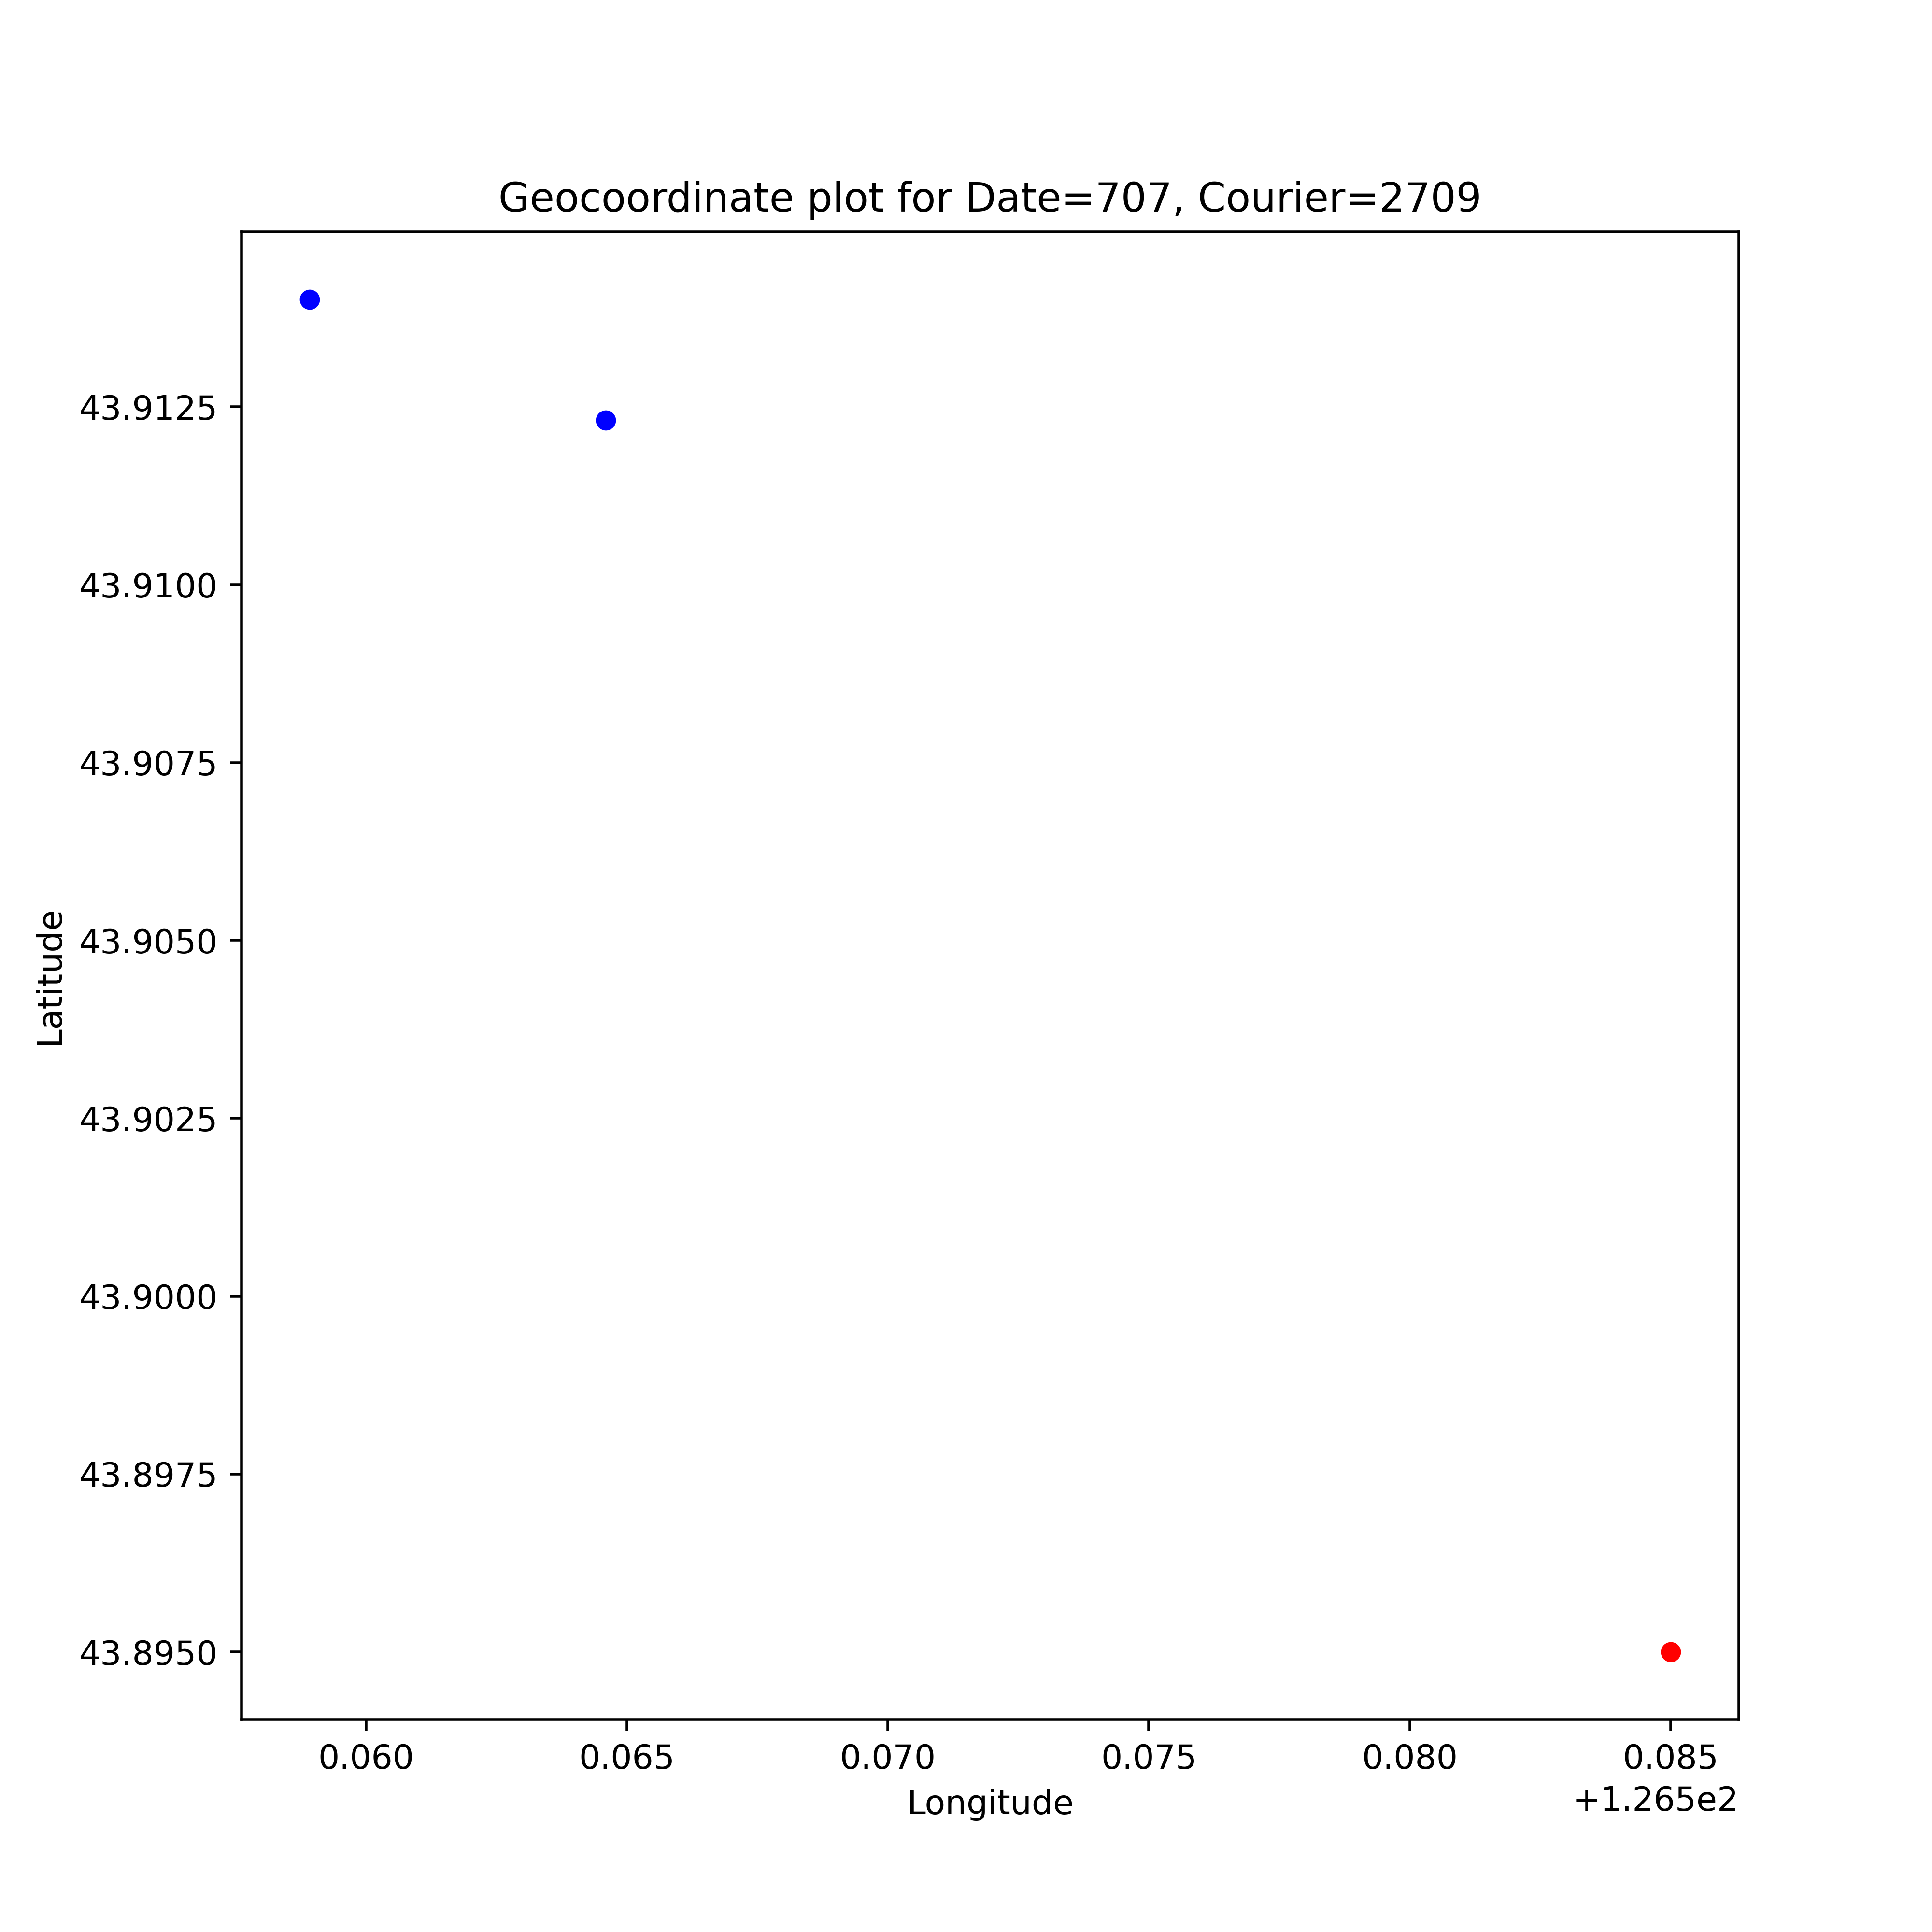 Geocoordinate plot for Date=707, Courier=2709
43.9125
43.9100
43.9075
43.9050
43.9025
43.9000
43.8975
43.8950
Latitude
0.060 0.065 0.070 0.075 0.080 0.085
+1.265e2
Longitude